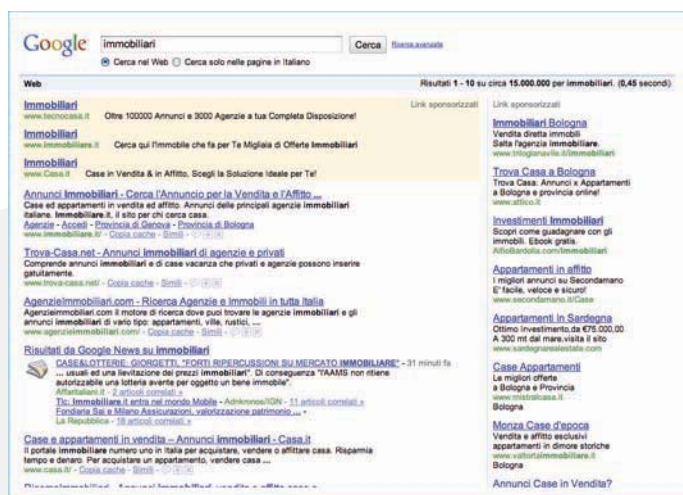 Google
immobiliari
Cerca
Ricerca avanzata
Cerca nel Web Cerca solo nelle pagine in Italiano
Web
Risultati 1 - 10 su circa 15.000.000 per immobiliari. (0,45 secondi)
Immobiliari
Link sponsorizzati
www.tecnocasa.it Oltre 100000 Annunci e 3000 Agenzie a tua Completa Disposizione!
Immobiliari
www.immobiliare.it Cerca qui l'Immobile che fa per Te Migliaia di Offerte Immobiliari
Immobiliari
www.Casa.it Case in Vendita & in Affitto, Scegli la Soluzione Ideale per Te!
Annunci Immobiliari - Cerca l'Annuncio per la Vendita e l'Affitto ...
Case ed appartamenti in vendita ed affitto. Annunci delle principali agenzie immobiliari
italiane. Immobiliare.it, il sito per chi cerca casa.
Agenzie - Accedi - Provincia di Genova - Provincia di Bologna
www.immobiliare.it/ - Copia cache - Simili -
Trova-Casa.net - Annunci immobiliari di agenzie e privati
Comprende annunci immobiliari e di case vacanza che privati e agenzie possono inserire
gatuitamente.
www.trova-casa.net/ - Copia cache - Simili -
AgenzieImmobiliari.com - Ricerca Agenzie e Immobili in tutta Italia
Agenzieimmobiliari.com il motore di ricerca dove puoi trovare le agenzie immobiliari e gli
annunci immobiliari di vario tipo: appartamenti, ville, rustici, ...
www.agenzieimmobiliari.com/ - Copia cache - Simili -
Risultati da Google News su immobiliari
CASE&LOTTERIE: GIORGETTI, "FORTI RIPERCUSSIONI SU MERCATO IMMOBILIARE" - 31 minuti fa
... usuali ed una lievitazione dei prezzi immobiliari". Di conseguenza "l'AAMS non ritiene
autorizzabile una lotteria avente per oggetto un bene immobile".
Affaritaliani.it - 2 articoli correlati »
Tlc: Immobiliare.it entra nel mondo Mobile - Adnkronos/IGN - 11 articoli correlati »
Fondiaria Sai e Milano Assicurazioni, valorizzazione patrimonio ... -
La Repubblica - 18 articoli correlati »
Case e appartamenti in vendita – Annunci immobiliari - Casa.it
Il portale immobiliare numero uno in Italia per acquistare, vendere o affittare casa. Risparmia
tempo e denaro. Per acquistare un appartamento, vendere casa ...
www.casa.it/ - Copia cache - Simili -
Link sponsorizzati
Immobiliari Bologna
Vendita diretta immobili
Salta l'agenzia immobiliare.
www.trilogianavile.it/immobiliari
Trova Casa a Bologna
Trova Casa: Annunci x Appartamenti
a Bologna e provincia online!
www.attico.it
Investimenti Immobiliari
Scopri come guadagnare con gli
immobili. Ebook gratis.
AlfioBardolla.com/Immobiliari
Appartamenti in affitto
I migliori annunci su Secondamano
E' facile, veloce e sicuro!
www.secondamano.it/Case
Appartamenti in Sardegna
Ottimo Investimento,da €75.000,00
A 300 mt dal mare,visita il sito
www.sardegnarealestate.com
Case Appartamenti
Le migliori offerte
a Bologna e Provincia
www.mistralcasa.it
Bologna
Monza Case d'epoca
Vendita e affitto esclusivi
appartamenti in dimore storiche
www.valtortaimmobiliare.it
Bologna
Annunci Case in Vendita?